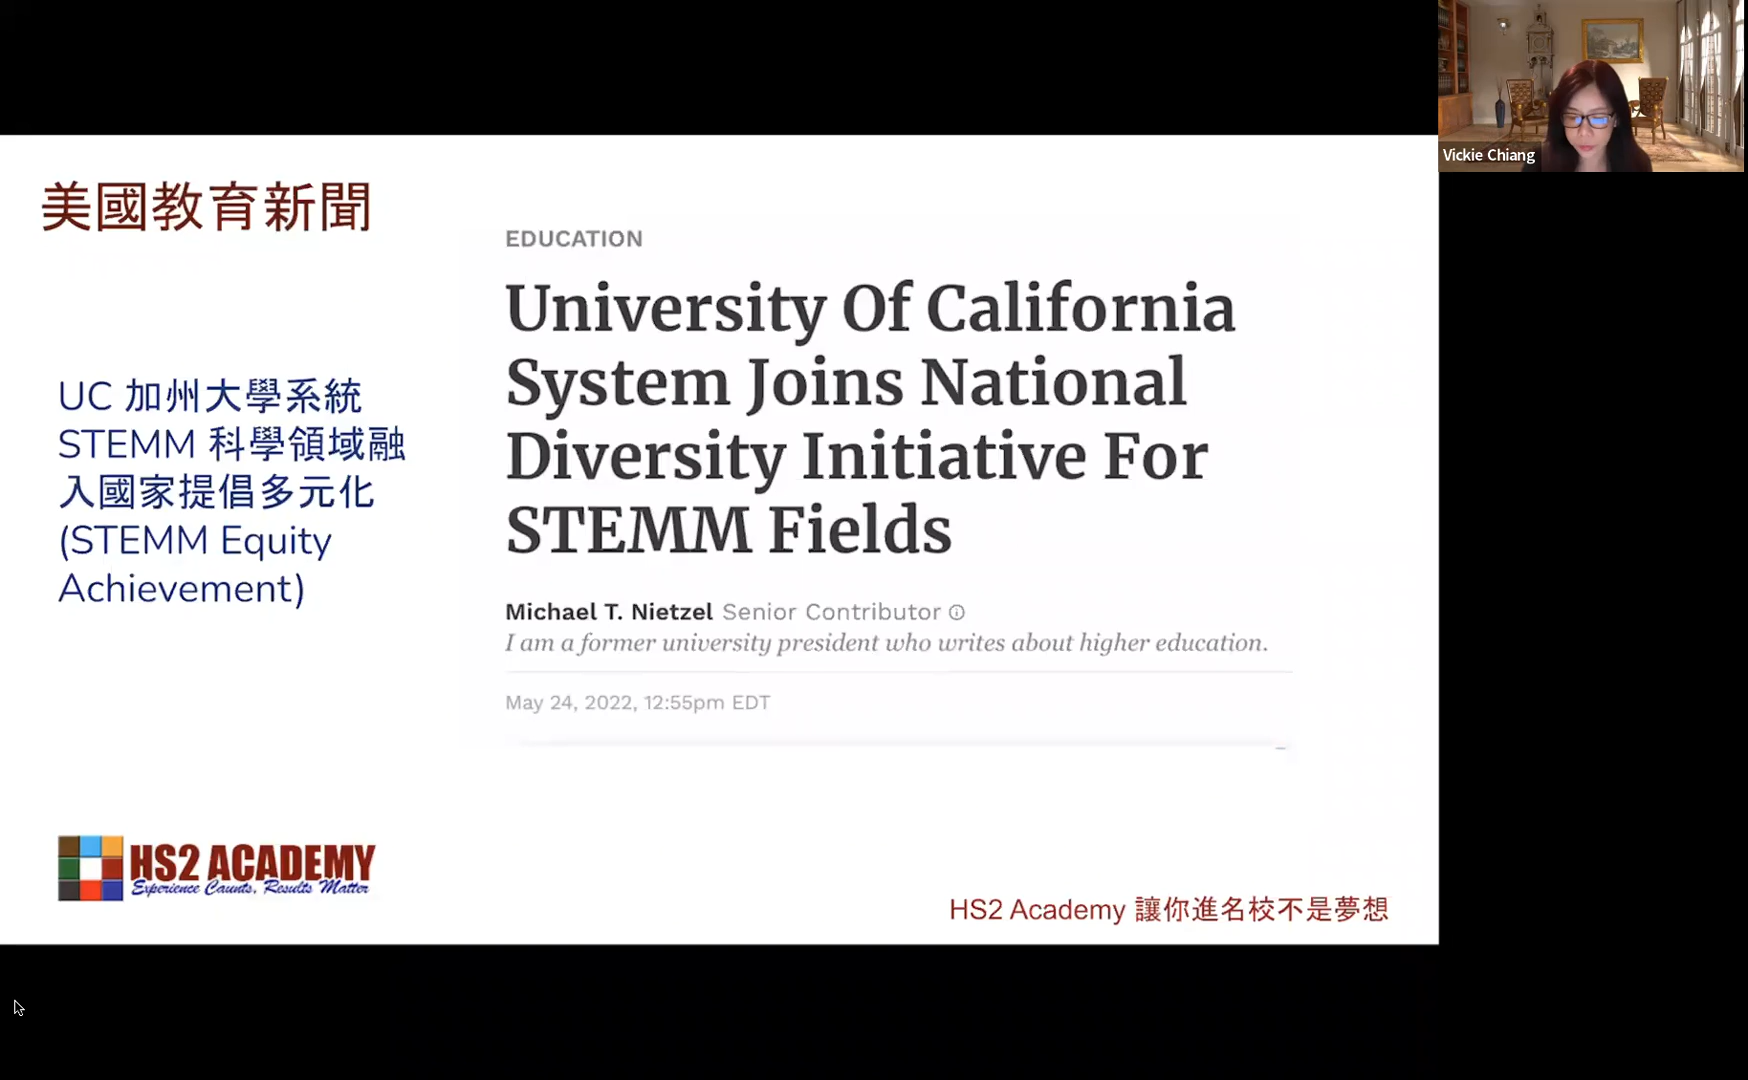 Vickie Chiang
美國教育新聞
UC 加州大學系統
STEMM 科學領域融
入國家提倡多元化
(STEMM Equity
Achievement)
EDUCATION
University Of California
System Joins National
Diversity Initiative For
STEMM Fields
Michael T. Nietzel Senior Contributor
I am a former university president who writes about higher education.
May 24, 2022, 12:55pm EDT
HS2 ACADEMY
Experience Counts, Results Matter
HS2 Academy 讓你進名校不是夢想